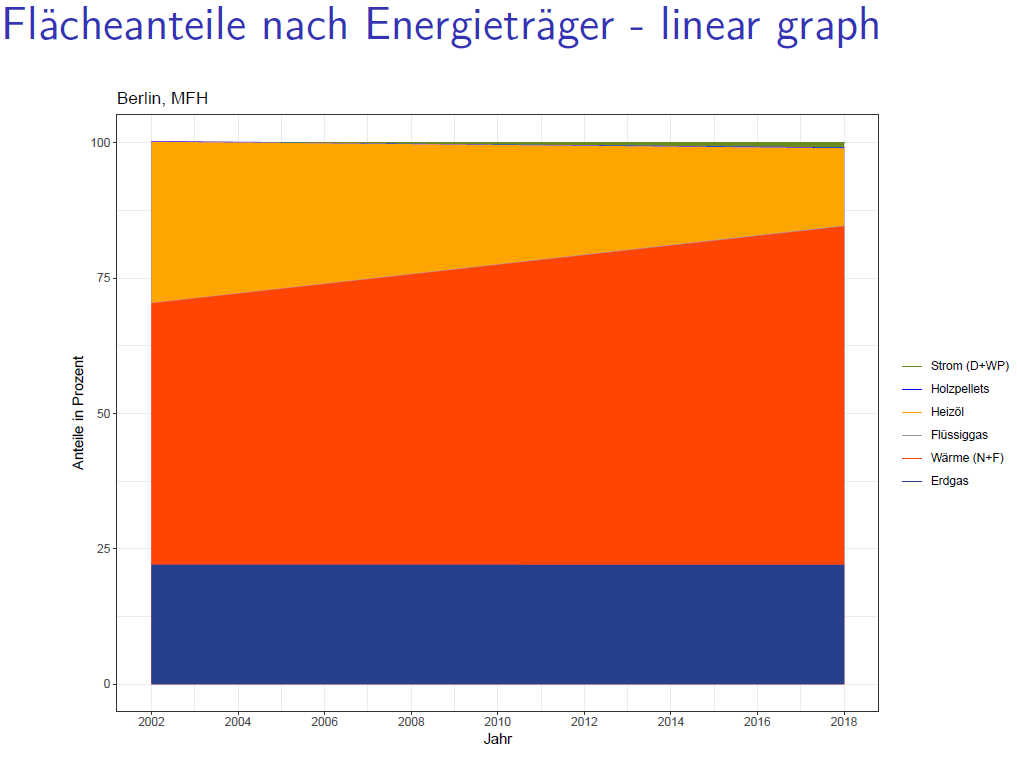 Flächeanteile nach Energieträger - linear graph
Berlin, MFH
100
75
50
25
0
Anteile in Prozent
2002 2004 2006 2008 2010 2012 2014 2016 2018
Jahr
Strom (D+WP)
Holzpellets
Heizöl
Flüssiggas
Wärme (N+F)
Erdgas